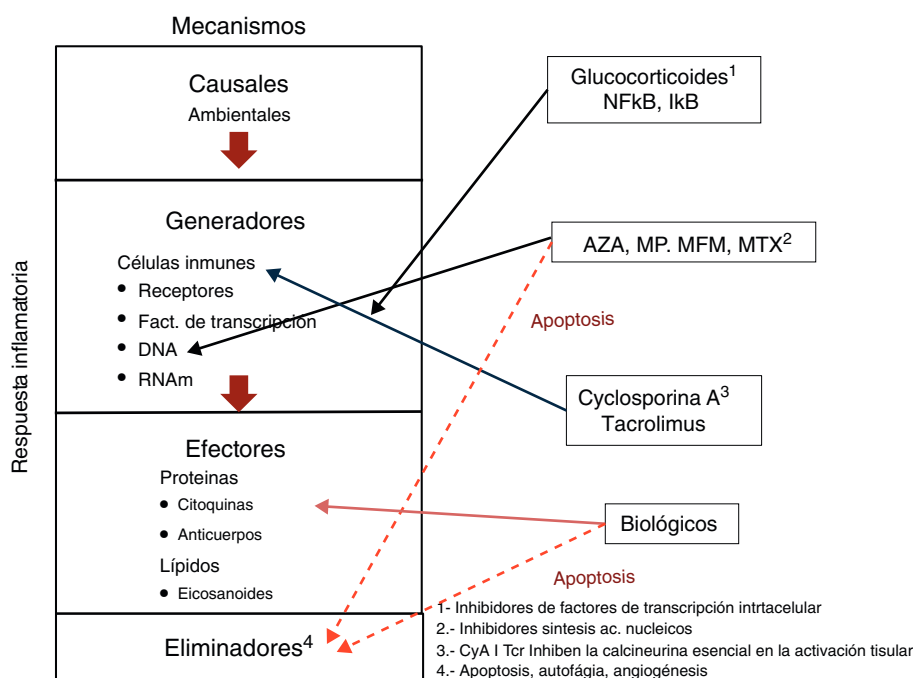 Mecanismos
Respuesta inflamatoria
Causales
Ambientales
Generadores
Células inmunes
• Receptores
• Fact. de transcripción
• DNA
• RNAm
Efectores
Proteinas
• Citoquinas
• Anticuerpos
Lípidos
• Eicosanoides
Eliminadores4
Glucocorticoides1
NFkB, IkB
AZA, MP. MFM, MTX2
Apoptosis
Cyclosporina A3
Tacrolimus
Biológicos
Apoptosis
1- Inhibidores de factores de transcripción intrtacelular
2.- Inhibidores sintesis ac. nucleicos
3.- CyA I Tcr Inhiben la calcineurina esencial en la activación tisular
4.- Apoptosis, autofágia, angiogénesis